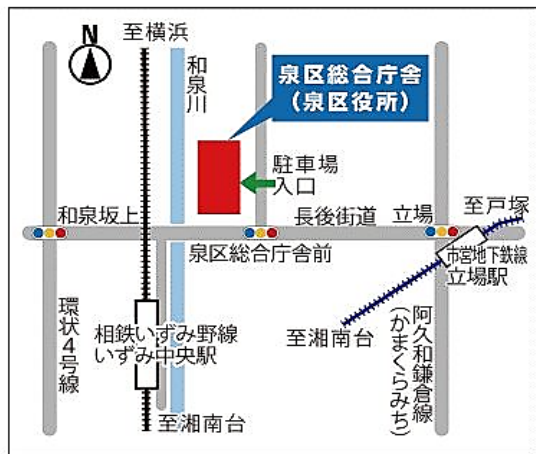 N
至横浜
和泉川
泉区総合庁舎
（泉区役所）
駐車場
入口
至戸塚
和泉坂上
長後街道
立場
泉区総合庁舎前
市営地下鉄線
立場駅
環状4号線
相鉄いずみ野線
いずみ中央駅
至湘南台
阿久和鎌倉線
（かまくらみち）
至湘南台